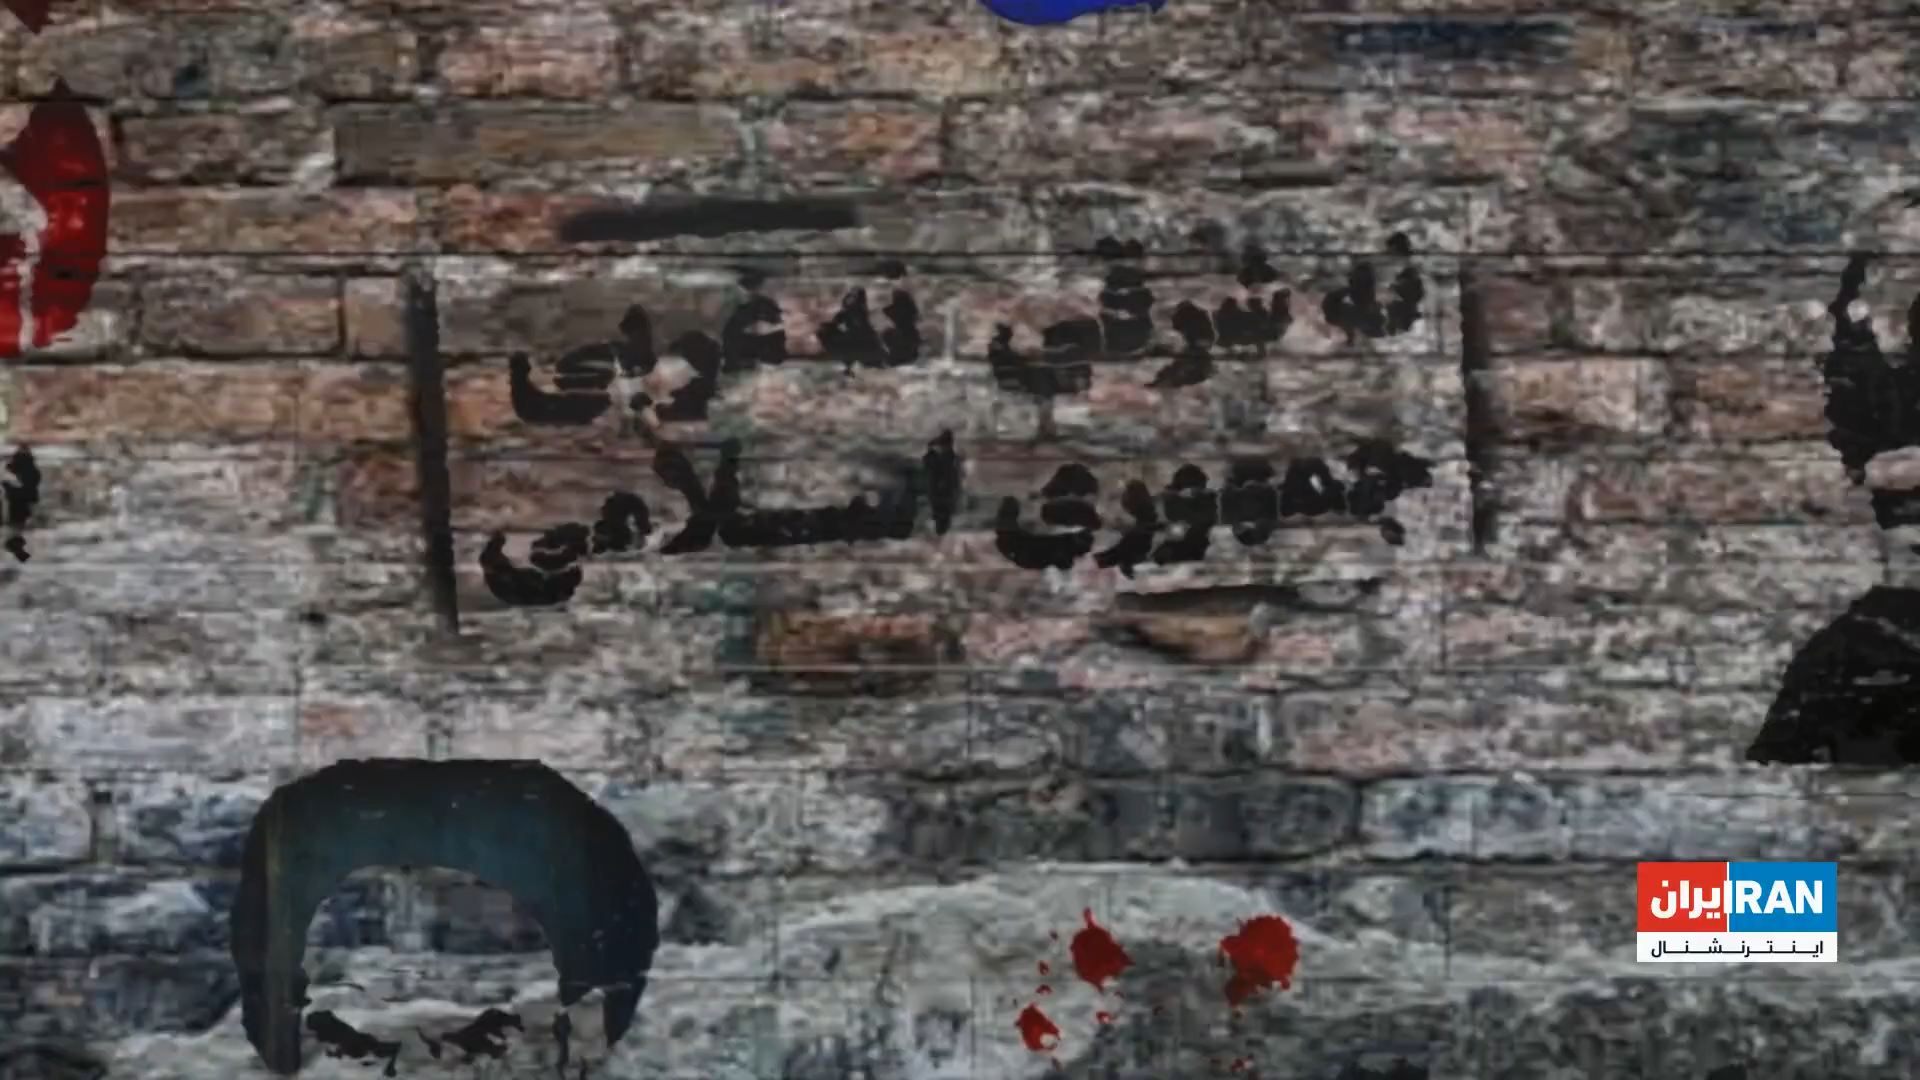 نه شرقی نه غربی
جمهوری اسلامی
ایران IRAN
اینترنشنال